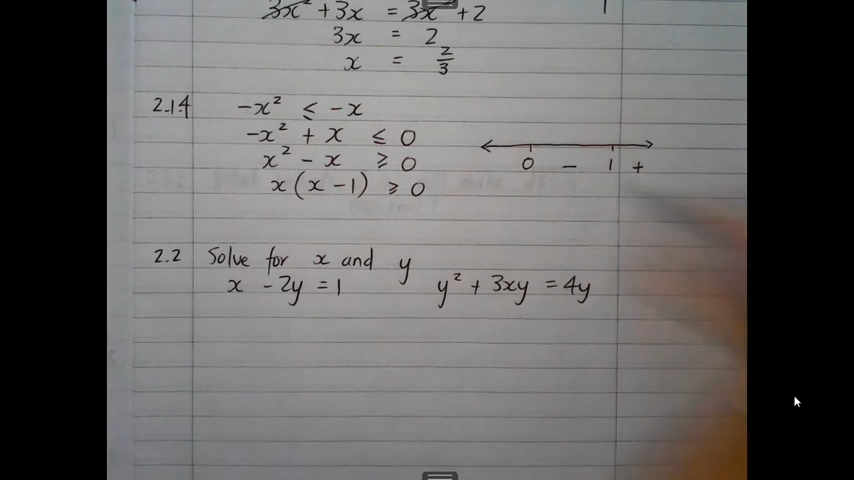 3x² + 3x = 3x² + 2
3x = 2
x = 2/3
2.1.4 -x² ≤ -x
-x² + x ≤ 0
x² - x ≥ 0
x(x - 1) ≥ 0
0 - 1 +
2.2 Solve for x and y
x - 2y = 1 y² + 3xy = 4y